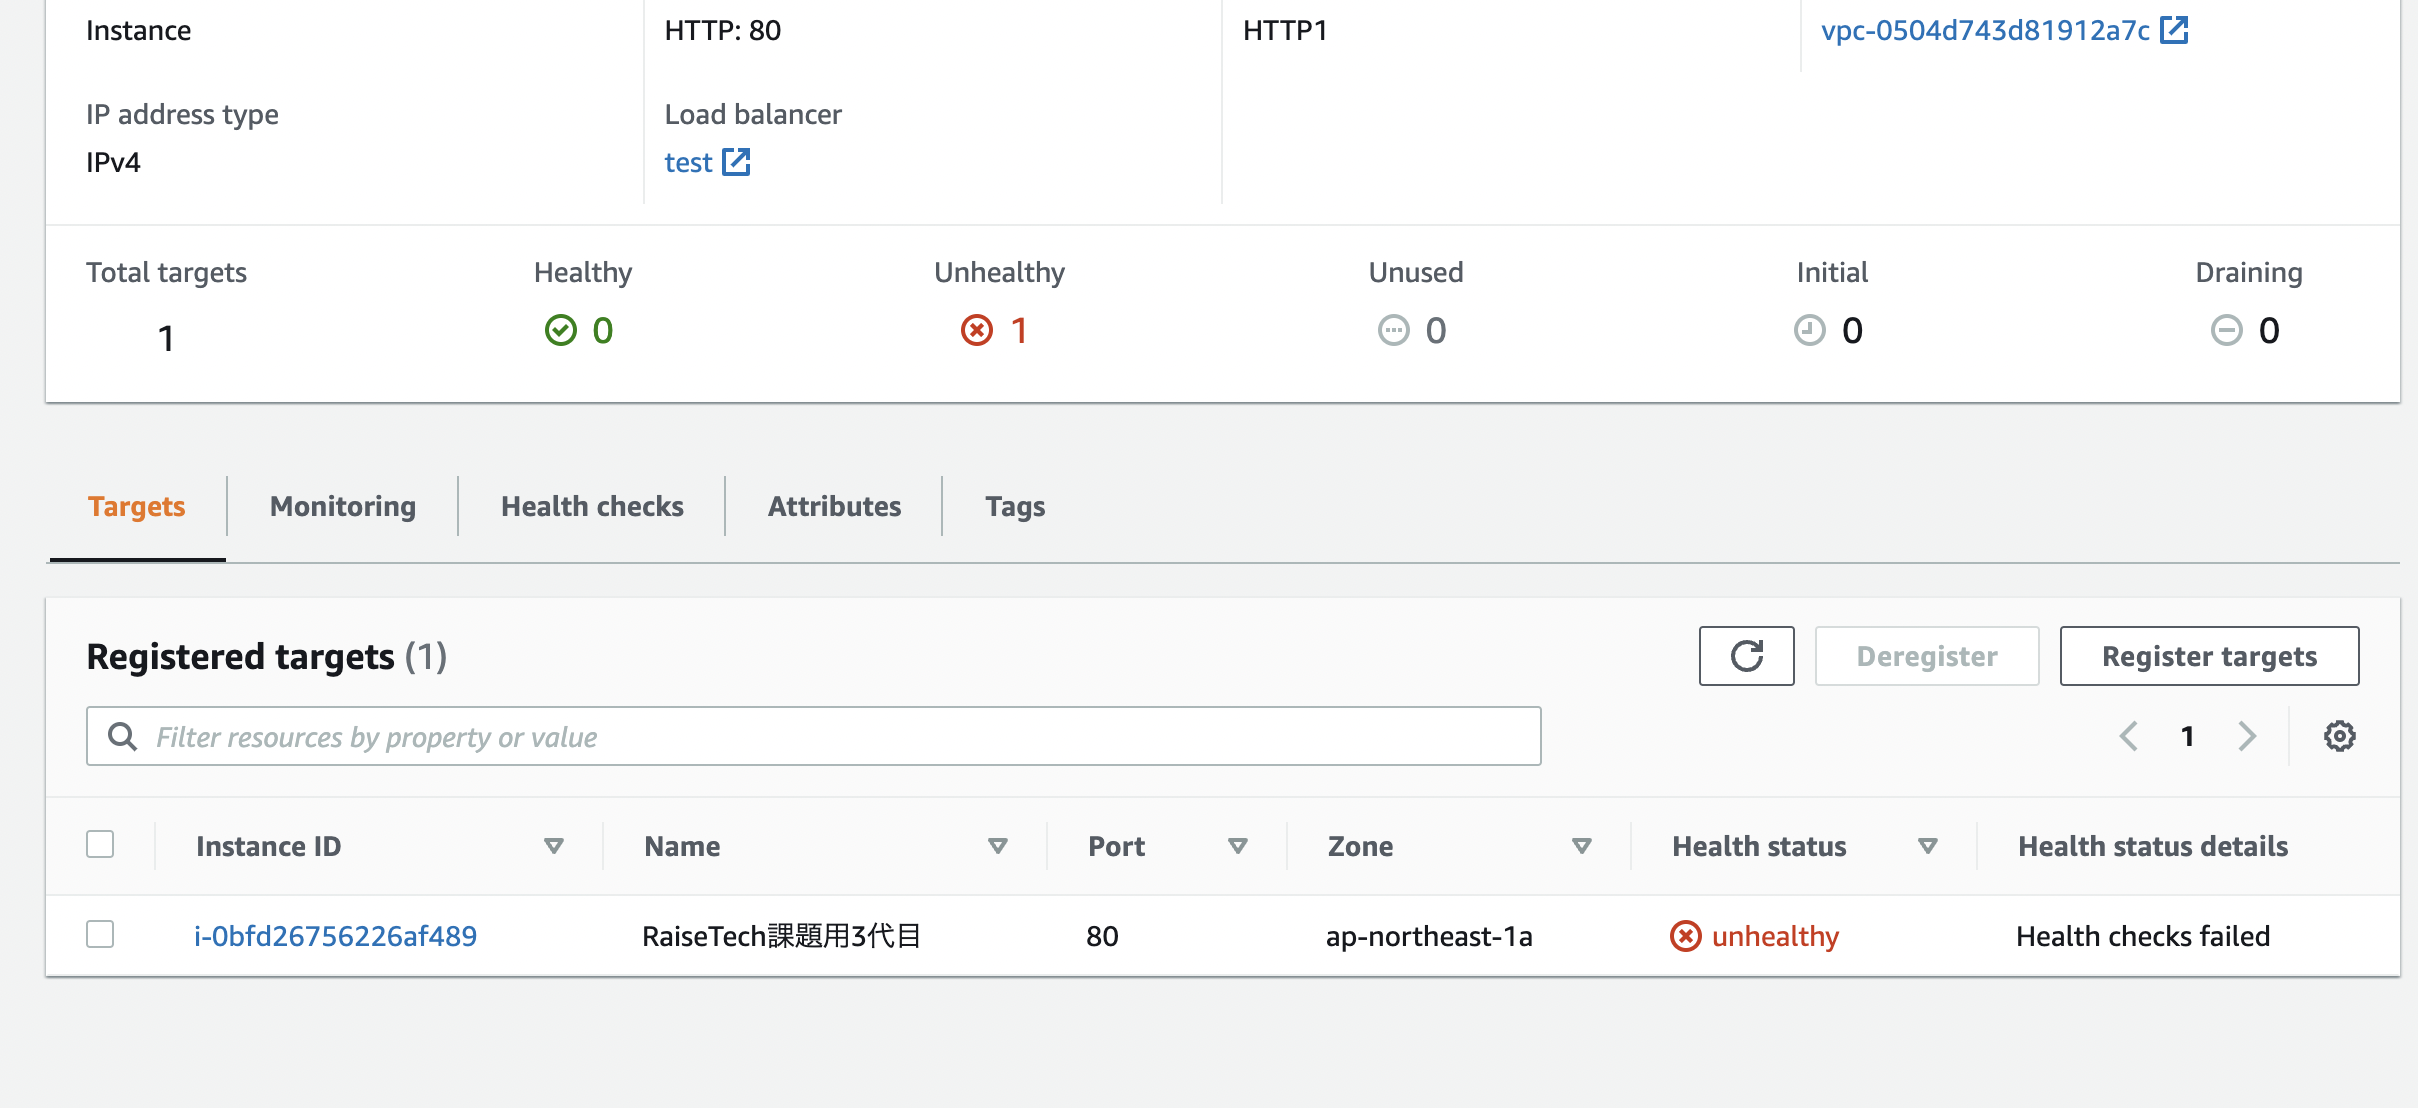 Instance
HTTP: 80
HTTP1
vpc-0504d743d81912a7c
IP address type
Load balancer
IPv4
test
Total targets
Healthy
Unhealthy
Unused
Initial
Draining
1
0
1
0
0
0
Targets
Monitoring
Health checks
Attributes
Tags
Registered targets (1)
Deregister
Register targets
Filter resources by property or value
1
Instance ID
Name
Port
Zone
Health status
Health status details
i-0bfd26756226af489
RaiseTech課題用3代目
80
ap-northeast-1a
unhealthy
Health checks failed